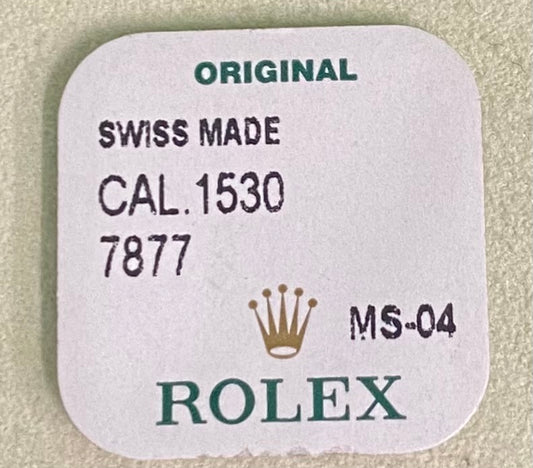 ORIGINAL
SWISS MADE
CAL.1530
7877
MS-04
ROLEX